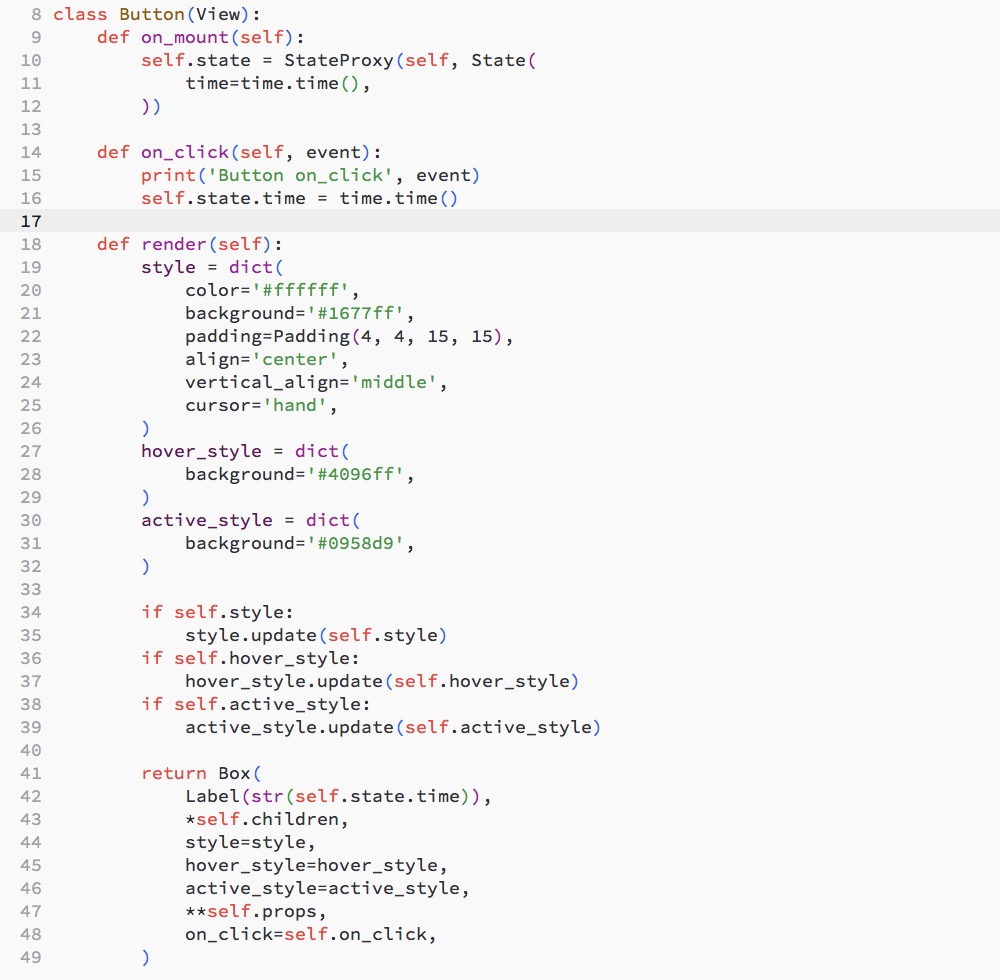 8 class Button(View):
9     def on_mount(self):
10         self.state = StateProxy(self, State(
11             time=time.time(),
12         ))
13
14     def on_click(self, event):
15         print('Button on_click', event)
16         self.state.time = time.time()
17
18     def render(self):
19         style = dict(
20             color='#ffffff',
21             background='#1677ff',
22             padding=Padding(4, 4, 15, 15),
23             align='center',
24             vertical_align='middle',
25             cursor='hand',
26         )
27         hover_style = dict(
28             background='#4096ff',
29         )
30         active_style = dict(
31             background='#0958d9',
32         )
33
34         if self.style:
35             style.update(self.style)
36         if self.hover_style:
37             hover_style.update(self.hover_style)
38         if self.active_style:
39             active_style.update(self.active_style)
40
41         return Box(
42             Label(str(self.state.time)),
43             *self.children,
44             style=style,
45             hover_style=hover_style,
46             active_style=active_style,
47             **self.props,
48             on_click=self.on_click,
49         )